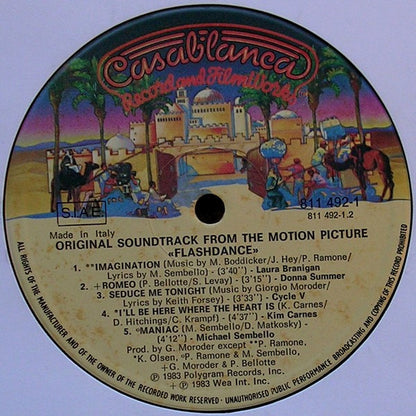 Casablanca
Record and FilmWorks
S.I.A.E.
Made in Italy
811 492-1
811 492-1.2
ORIGINAL SOUNDTRACK FROM THE MOTION PICTURE
«FLASHDANCE»
1. **IMAGINATION (Music by M. Boddicker/J. Hey/P. Ramone/
Lyrics by M. Sembello) - (3'40'') - Laura Branigan
2. +ROMEO (P. Bellotte/S. Levay) - (3'15'') - Donna Summer
3. SEDUCE ME TONIGHT (Music by Giorgio Moroder/
Lyrics by Keith Forsey) - (3'33'') - Cycle V
4. *I'LL BE HERE WHERE THE HEART IS (K. Carnes/
D. Hitchings/C. Krampf) - (4'37'') - Kim Carnes
5. °MANIAC (M. Sembello/D. Matkosky) -
(4'12'') - Michael Sembello
Prod. by G. Moroder except **P. Ramone,
*K. Olsen, °P. Ramone & M. Sembello,
+G. Moroder & P. Bellotte
℗ 1983 Polygram Records, Inc.
*+℗ 1983 Wea Int. Inc.
ALL RIGHTS OF THE MANUFACTURER AND OF THE OWNER OF THE RECORDED WORK RESERVED - UNAUTHORISED PUBLIC PERFORMANCE, BROADCASTING AND COPYING OF THIS RECORD PROHIBITED